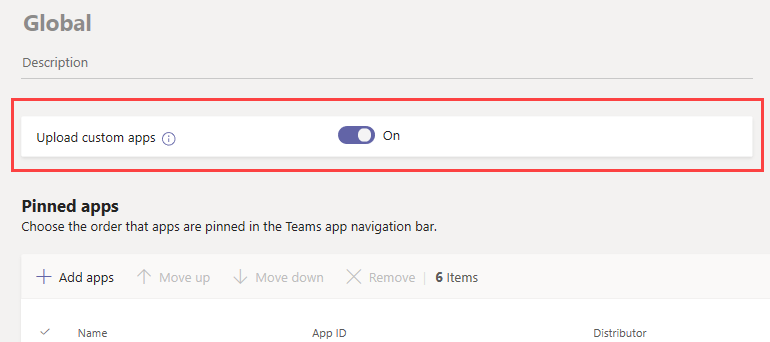 Global
Description
Upload custom apps On
Pinned apps
Choose the order that apps are pinned in the Teams app navigation bar.
Add apps Move up Move down Remove 6 Items
Name App ID Distributor